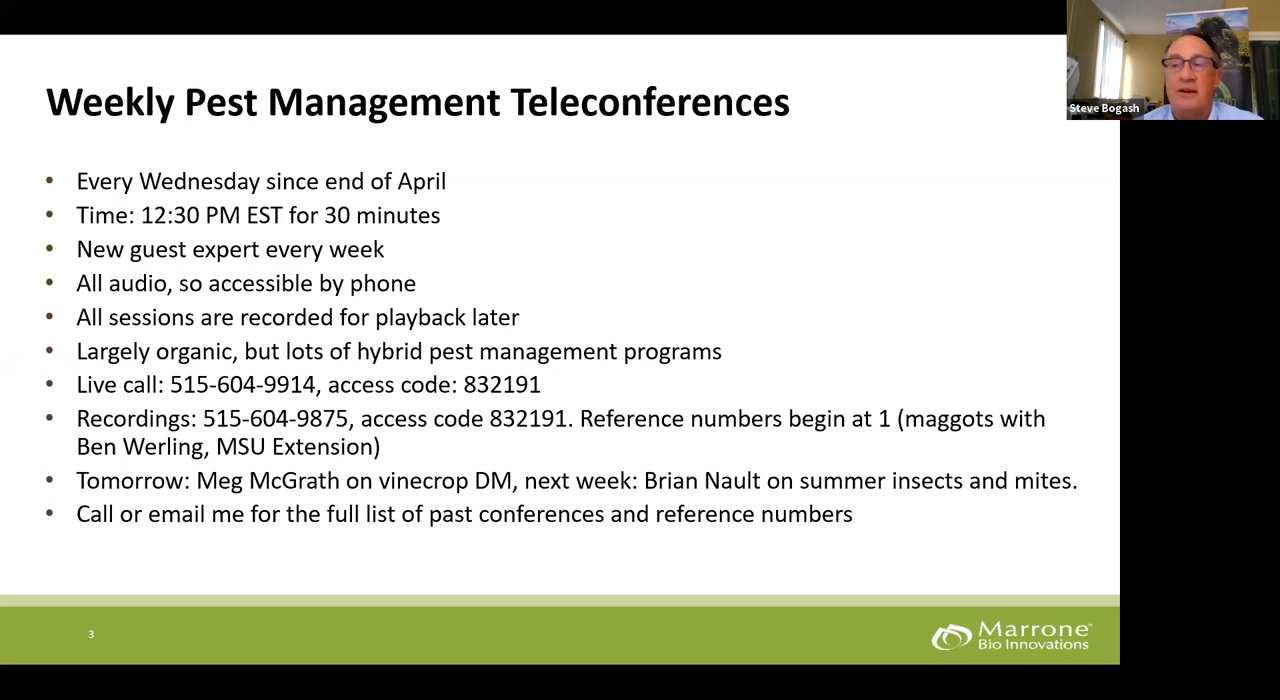 Weekly Pest Management Teleconferences
Steve Bogash
• Every Wednesday since end of April
• Time: 12:30 PM EST for 30 minutes
• New guest expert every week
• All audio, so accessible by phone
• All sessions are recorded for playback later
• Largely organic, but lots of hybrid pest management programs
• Live call: 515-604-9914, access code: 832191
• Recordings: 515-604-9875, access code 832191. Reference numbers begin at 1 (maggots with
Ben Werling, MSU Extension)
• Tomorrow: Meg McGrath on vinecrop DM, next week: Brian Nault on summer insects and mites.
• Call or email me for the full list of past conferences and reference numbers
3
Marrone
Bio Innovations